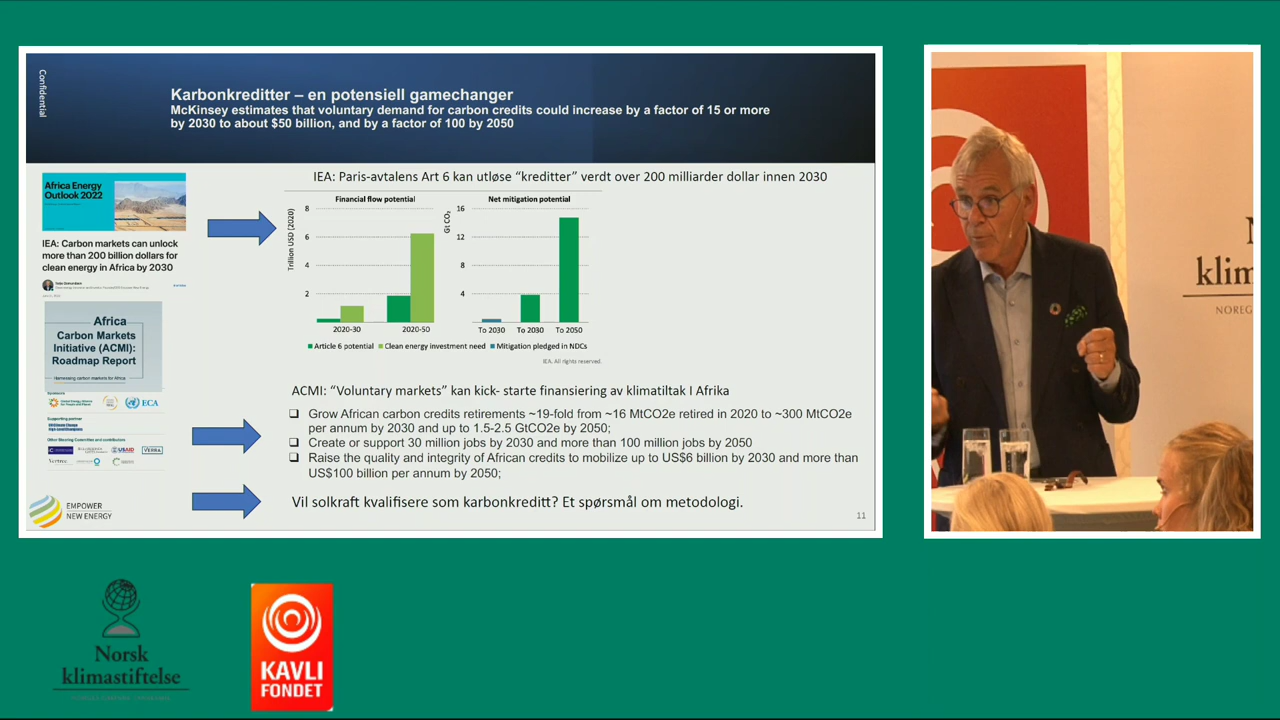 Confidential
Karbonkreditter – en potensiell gamechanger
McKinsey estimates that voluntary demand for carbon credits could increase by a factor of 15 or more
by 2030 to about $50 billion, and by a factor of 100 by 2050
Africa Energy
Outlook 2022
IEA: Carbon markets can unlock
more than 200 billion dollars for
clean energy in Africa by 2030
Africa
Carbon Markets
Initiative (ACMI):
Roadmap Report
Harnessing carbon markets for Africa
Sponsors
ECA
Supporting partner
Other Steering Committee and contributors
USAID
VERRA
Vertree
EMPOWER
NEW ENERGY
IEA: Paris-avtalens Art 6 kan utløse “kreditter” verdt over 200 milliarder dollar innen 2030
Financial flow potential
Trillion USD (2020)
8
6
4
2
2020-30
2020-50
Net mitigation potential
Gt CO₂
16
12
8
4
To 2030
To 2030
To 2050
Article 6 potential
Clean energy investment need
Mitigation pledged in NDCs
IEA. All rights reserved.
ACMI: “Voluntary markets” kan kick- starte finansiering av klimatiltak I Afrika
Grow African carbon credits retirements ~19-fold from ~16 MtCO2e retired in 2020 to ~300 MtCO2e
per annum by 2030 and up to 1.5-2.5 GtCO2e by 2050;
Create or support 30 million jobs by 2030 and more than 100 million jobs by 2050
Raise the quality and integrity of African credits to mobilize up to US$6 billion by 2030 and more than
US$100 billion per annum by 2050;
Vil solkraft kvalifisere som karbonkreditt? Et spørsmål om metodologi.
11
klim
NOREG
Norsk
klimastiftelse
KAVLI
FONDET